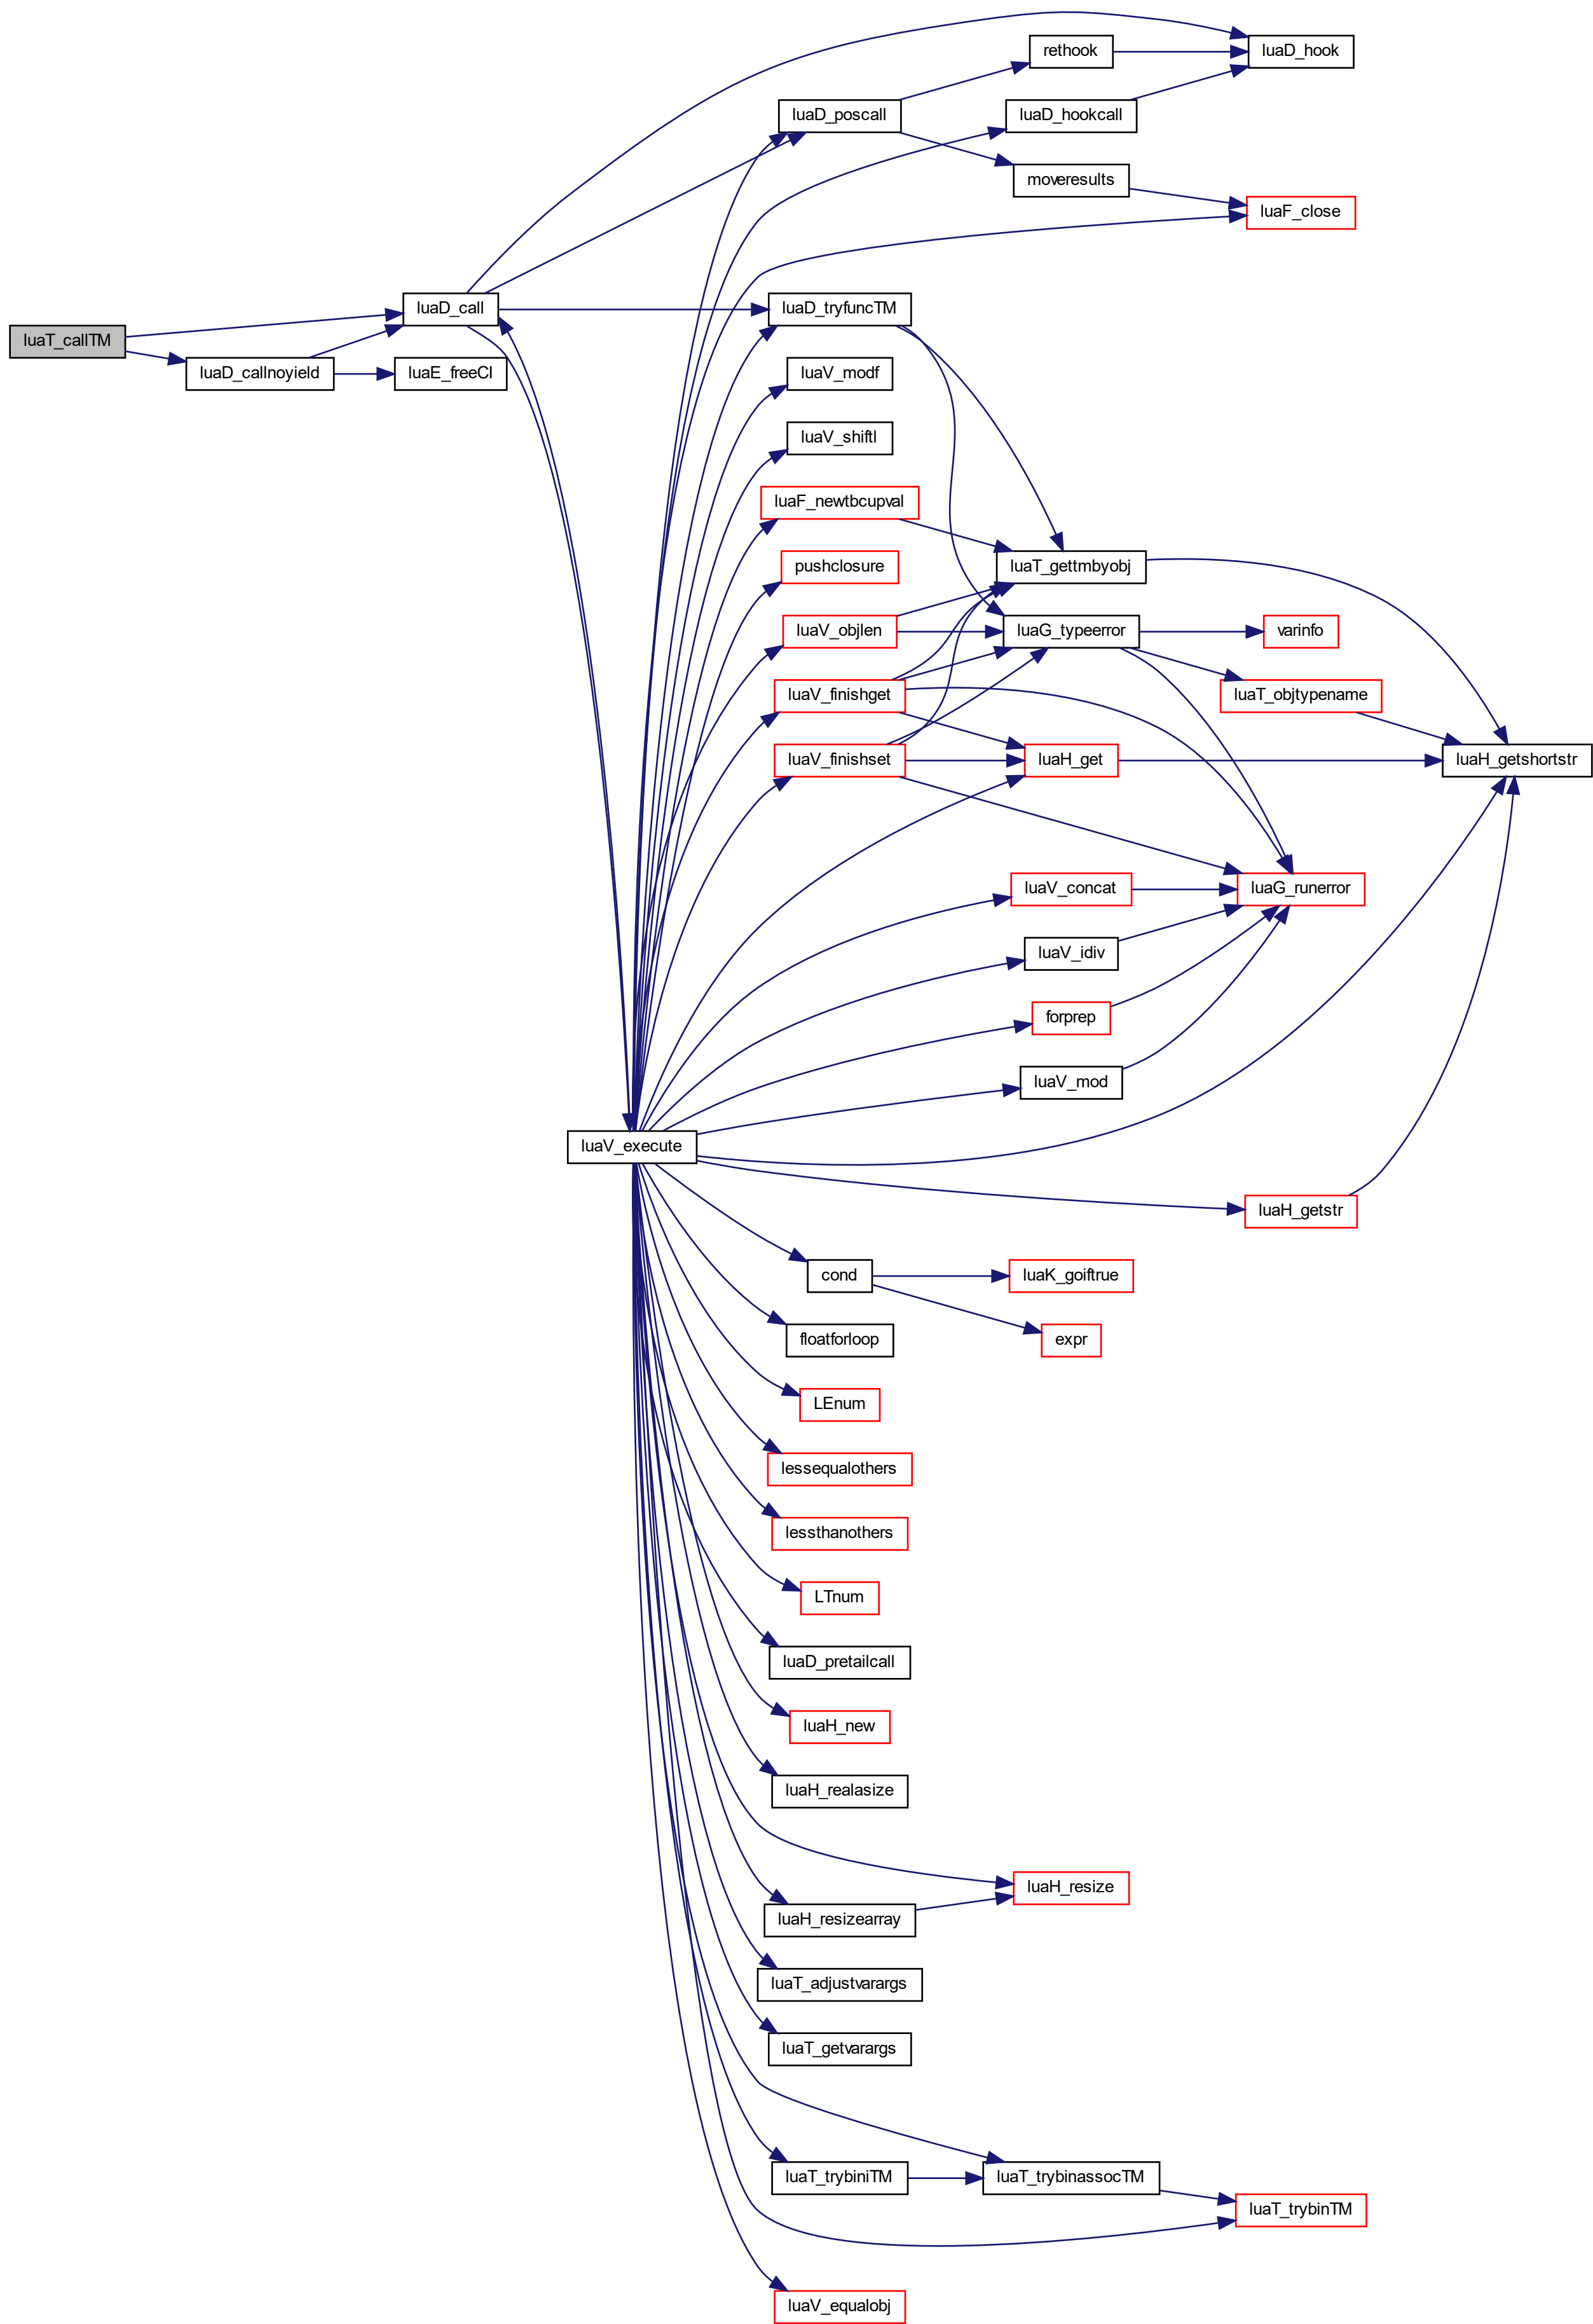 rethook
luaD_hook
luaD_poscall
luaD_hookcall
moveresults
luaF_close
luaD_call
luaD_tryfuncTM
luaT_callTM
luaD_callnoyield
luaE_freeCI
luaV_modf
luaV_shiftl
luaF_newtbcupval
pushclosure
luaT_gettmbyobj
luaV_objlen
luaG_typeerror
varinfo
luaV_finishget
luaT_objtypename
luaV_finishset
luaH_get
luaH_getshortstr
luaV_concat
luaG_runerror
luaV_idiv
forprep
luaV_mod
luaV_execute
luaH_getstr
cond
luaK_goiftrue
floatforloop
expr
LEnum
lessequalothers
lessthanothers
LTnum
luaD_pretailcall
luaH_new
luaH_realasize
luaH_resize
luaH_resizearray
luaT_adjustvarargs
luaT_getvarargs
luaT_trybiniTM
luaT_trybinassocTM
luaT_trybinTM
luaV_equalobj